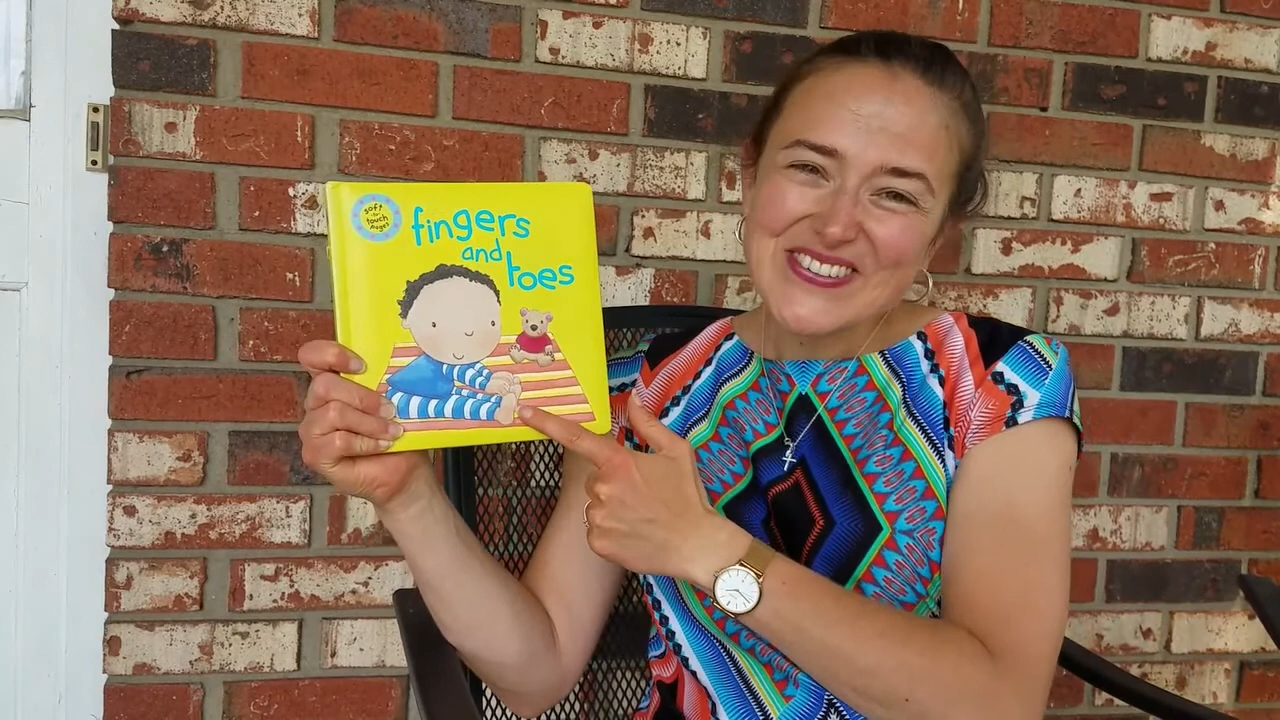 soft
to
touch
pages
fingers
and
toes